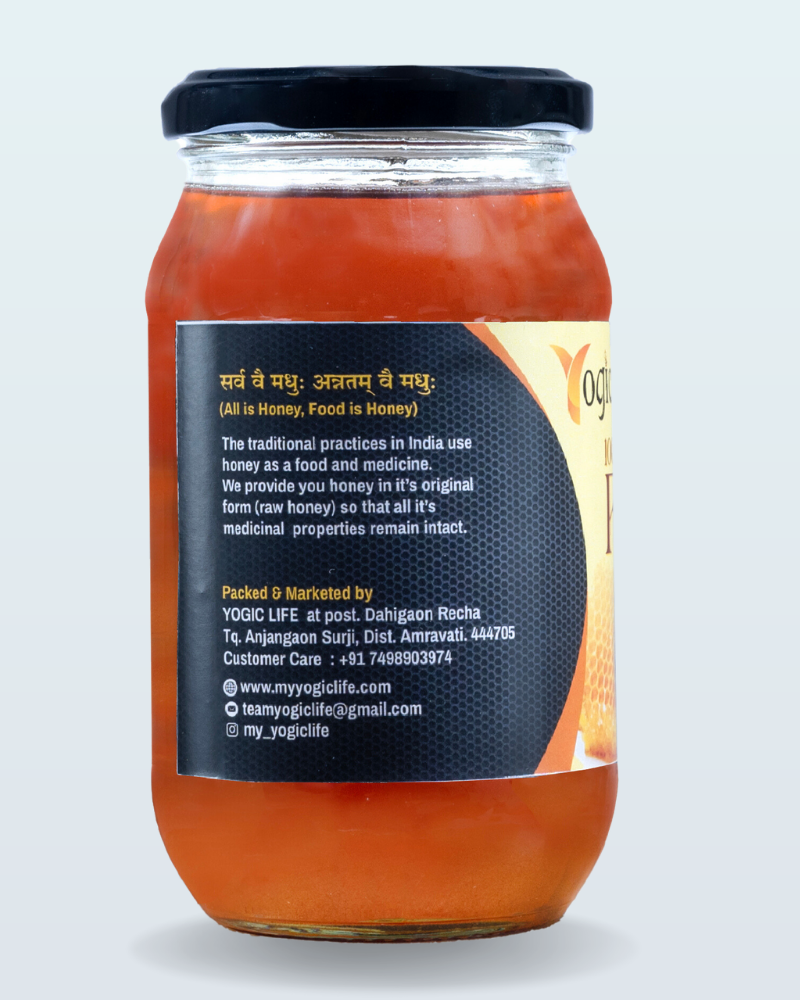 सर्व वै मधुः अन्नतम् वै मधुः
(All is Honey, Food is Honey)
The traditional practices in India use
honey as a food and medicine.
We provide you honey in it's original
form (raw honey) so that all it's
medicinal properties remain intact.
Packed & Marketed by
YOGIC LIFE at post. Dahigaon Recha
Tq. Anjangaon Surji, Dist. Amravati. 444705
Customer Care : +91 7498903974
www.myyogiclife.com
teamyogiclife@gmail.com
my_yogiclife
Yogic